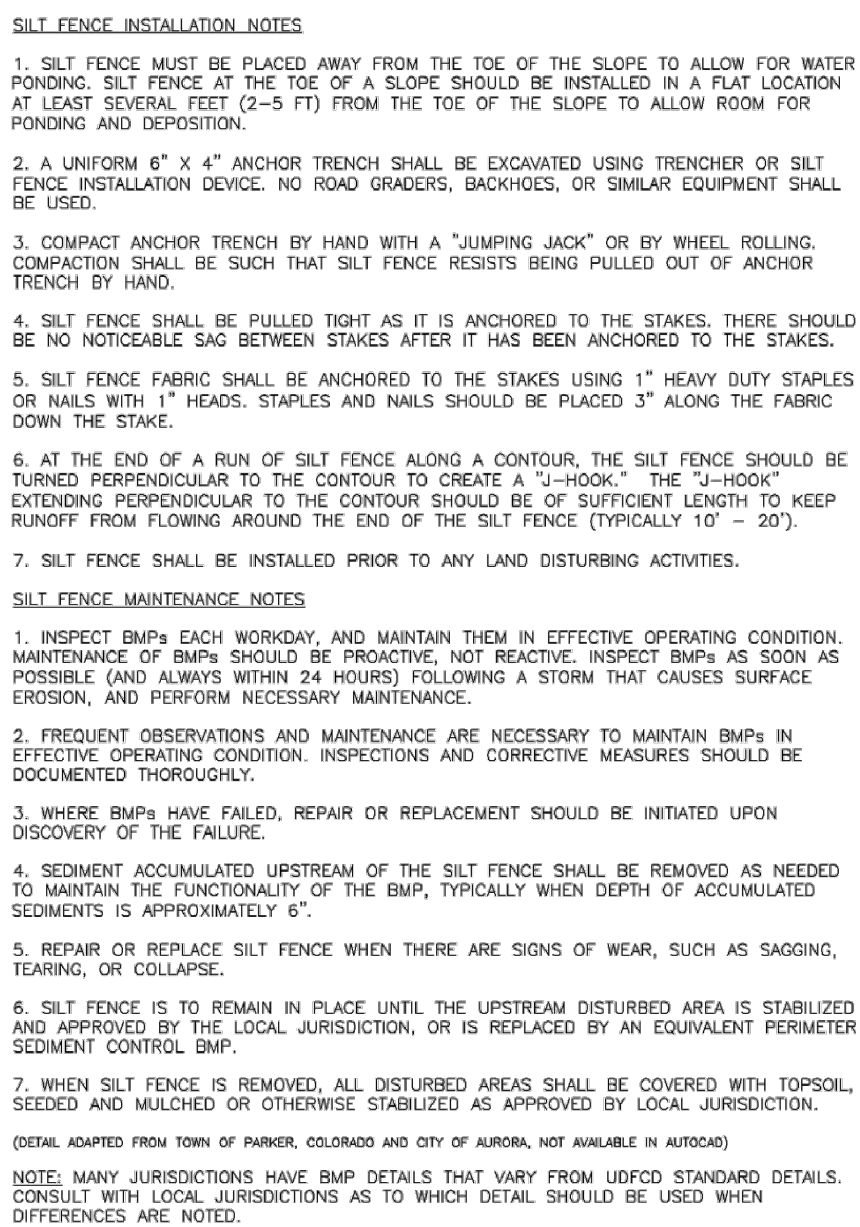 SILT FENCE INSTALLATION NOTES
1. SILT FENCE MUST BE PLACED AWAY FROM THE TOE OF THE SLOPE TO ALLOW FOR WATER
PONDING. SILT FENCE AT THE TOE OF A SLOPE SHOULD BE INSTALLED IN A FLAT LOCATION
AT LEAST SEVERAL FEET (2-5 FT) FROM THE TOE OF THE SLOPE TO ALLOW ROOM FOR
PONDING AND DEPOSITION.
2. A UNIFORM 6" X 4" ANCHOR TRENCH SHALL BE EXCAVATED USING TRENCHER OR SILT
FENCE INSTALLATION DEVICE. NO ROAD GRADERS, BACKHOES, OR SIMILAR EQUIPMENT SHALL
BE USED.
3. COMPACT ANCHOR TRENCH BY HAND WITH A "JUMPING JACK" OR BY WHEEL ROLLING.
COMPACTION SHALL BE SUCH THAT SILT FENCE RESISTS BEING PULLED OUT OF ANCHOR
TRENCH BY HAND.
4. SILT FENCE SHALL BE PULLED TIGHT AS IT IS ANCHORED TO THE STAKES. THERE SHOULD
BE NO NOTICEABLE SAG BETWEEN STAKES AFTER IT HAS BEEN ANCHORED TO THE STAKES.
5. SILT FENCE FABRIC SHALL BE ANCHORED TO THE STAKES USING 1" HEAVY DUTY STAPLES
OR NAILS WITH 1" HEADS. STAPLES AND NAILS SHOULD BE PLACED 3" ALONG THE FABRIC
DOWN THE STAKE.
6. AT THE END OF A RUN OF SILT FENCE ALONG A CONTOUR, THE SILT FENCE SHOULD BE
TURNED PERPENDICULAR TO THE CONTOUR TO CREATE A "J-HOOK." THE "J-HOOK"
EXTENDING PERPENDICULAR TO THE CONTOUR SHOULD BE OF SUFFICIENT LENGTH TO KEEP
RUNOFF FROM FLOWING AROUND THE END OF THE SILT FENCE (TYPICALLY 10' - 20').
7. SILT FENCE SHALL BE INSTALLED PRIOR TO ANY LAND DISTURBING ACTIVITIES.
SILT FENCE MAINTENANCE NOTES
1. INSPECT BMPs EACH WORKDAY, AND MAINTAIN THEM IN EFFECTIVE OPERATING CONDITION.
MAINTENANCE OF BMPs SHOULD BE PROACTIVE, NOT REACTIVE. INSPECT BMPs AS SOON AS
POSSIBLE (AND ALWAYS WITHIN 24 HOURS) FOLLOWING A STORM THAT CAUSES SURFACE
EROSION, AND PERFORM NECESSARY MAINTENANCE.
2. FREQUENT OBSERVATIONS AND MAINTENANCE ARE NECESSARY TO MAINTAIN BMPs IN
EFFECTIVE OPERATING CONDITION. INSPECTIONS AND CORRECTIVE MEASURES SHOULD BE
DOCUMENTED THOROUGHLY.
3. WHERE BMPs HAVE FAILED, REPAIR OR REPLACEMENT SHOULD BE INITIATED UPON
DISCOVERY OF THE FAILURE.
4. SEDIMENT ACCUMULATED UPSTREAM OF THE SILT FENCE SHALL BE REMOVED AS NEEDED
TO MAINTAIN THE FUNCTIONALITY OF THE BMP, TYPICALLY WHEN DEPTH OF ACCUMULATED
SEDIMENTS IS APPROXIMATELY 6".
5. REPAIR OR REPLACE SILT FENCE WHEN THERE ARE SIGNS OF WEAR, SUCH AS SAGGING,
TEARING, OR COLLAPSE.
6. SILT FENCE IS TO REMAIN IN PLACE UNTIL THE UPSTREAM DISTURBED AREA IS STABILIZED
AND APPROVED BY THE LOCAL JURISDICTION, OR IS REPLACED BY AN EQUIVALENT PERIMETER
SEDIMENT CONTROL BMP.
7. WHEN SILT FENCE IS REMOVED, ALL DISTURBED AREAS SHALL BE COVERED WITH TOPSOIL,
SEEDED AND MULCHED OR OTHERWISE STABILIZED AS APPROVED BY LOCAL JURISDICTION.
(DETAIL ADAPTED FROM TOWN OF PARKER, COLORADO AND CITY OF AURORA, NOT AVAILABLE IN AUTOCAD)
NOTE: MANY JURISDICTIONS HAVE BMP DETAILS THAT VARY FROM UDFCD STANDARD DETAILS.
CONSULT WITH LOCAL JURISDICTIONS AS TO WHICH DETAIL SHOULD BE USED WHEN
DIFFERENCES ARE NOTED.